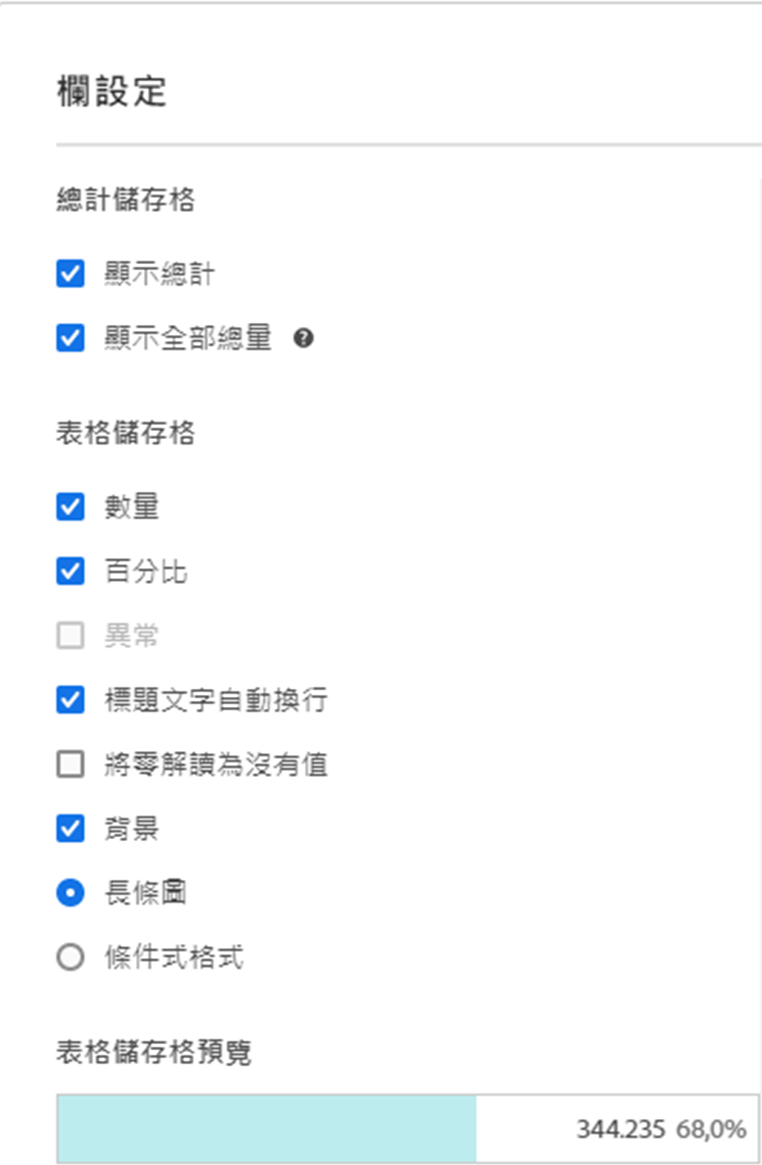 欄設定
總計儲存格
顯示總計
顯示全部總量 ?
表格儲存格
數量
百分比
異常
標題文字自動換行
將零解讀為沒有值
背景
長條圖
條件式格式
表格儲存格預覽
344.235 68,0%